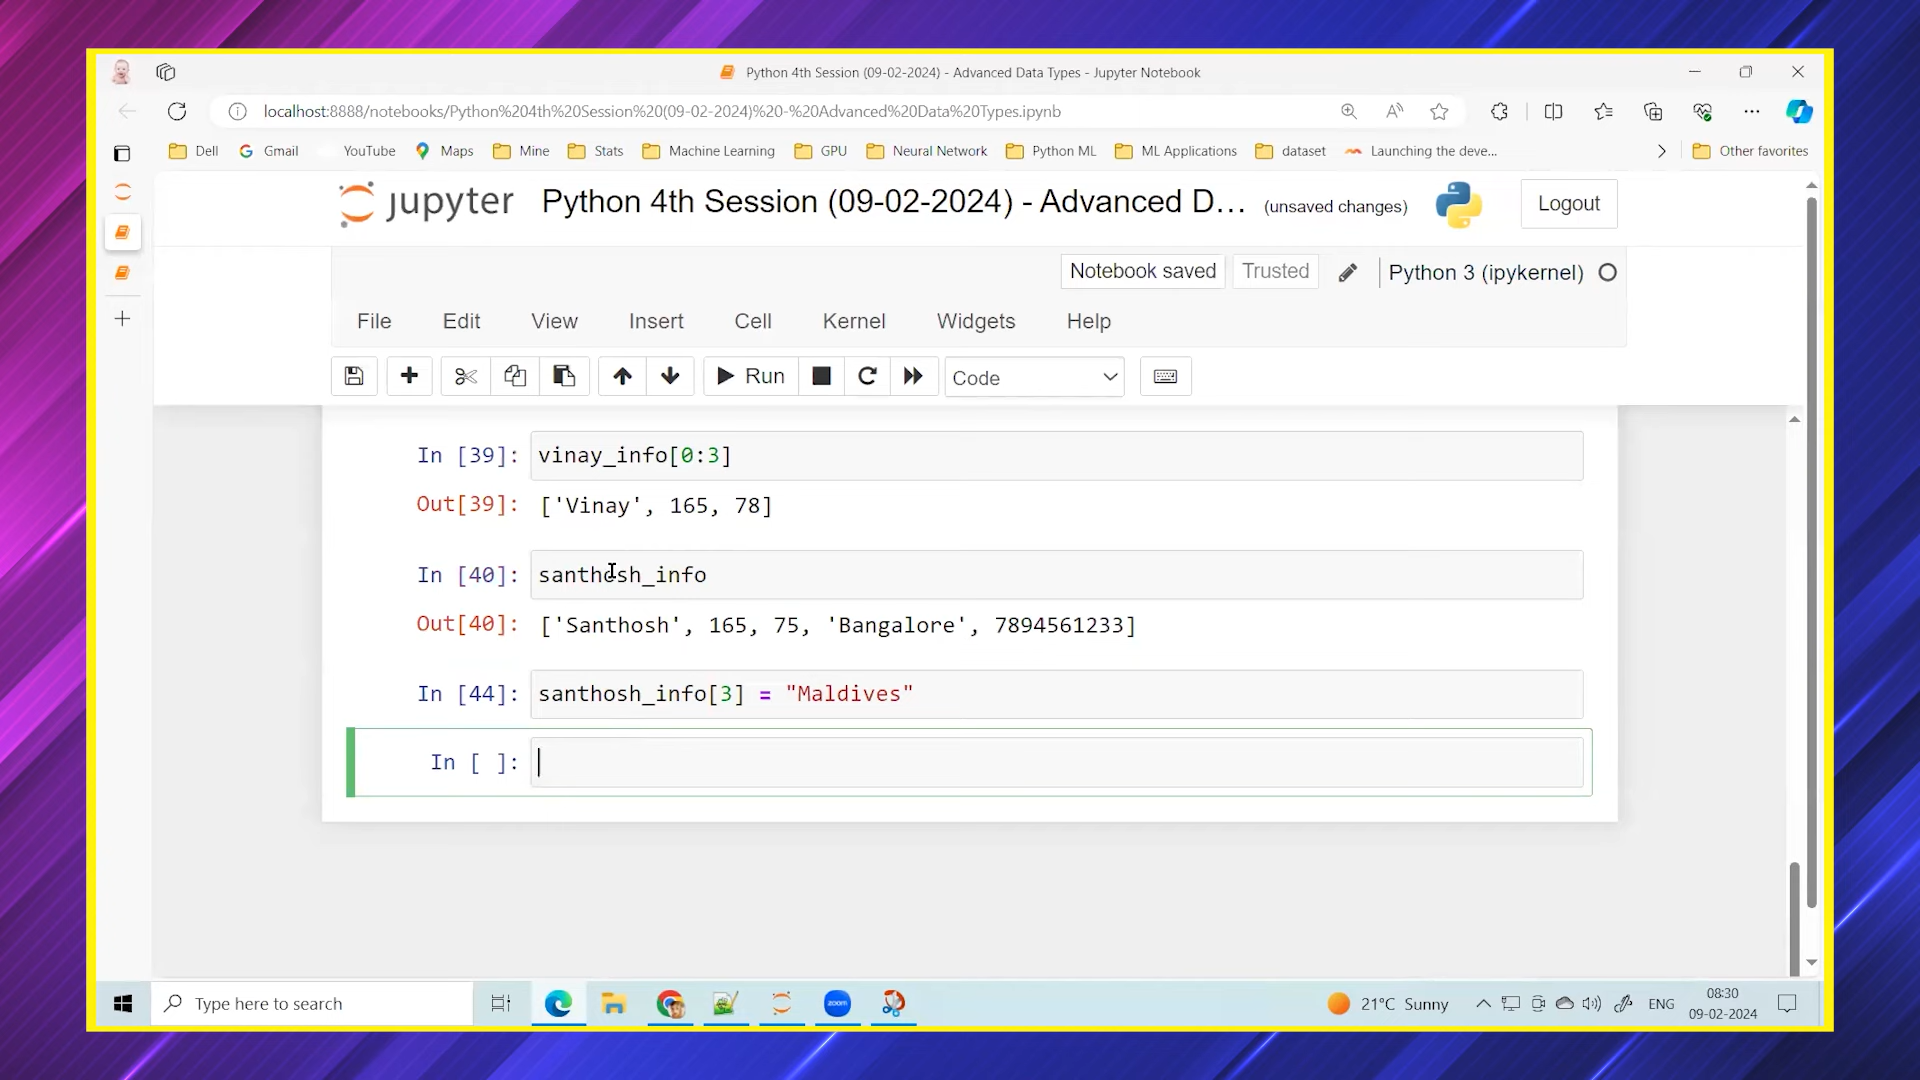 Python 4th Session (09-02-2024) - Advanced Data Types - Jupyter Notebook
localhost:8888/notebooks/Python%204th%20Session%20(09-02-2024)%20-%20Advanced%20Data%20Types.ipynb
Dell Gmail YouTube Maps Mine Stats Machine Learning GPU Neural Network Python ML ML Applications dataset Launching the deve... Other favorites
jupyter Python 4th Session (09-02-2024) - Advanced D... (unsaved changes) Logout
Notebook saved Trusted Python 3 (ipykernel)
File Edit View Insert Cell Kernel Widgets Help
Run Code
In [39]: vinay_info[0:3]
Out[39]: ['Vinay', 165, 78]
In [40]: santhosh_info
Out[40]: ['Santhosh', 165, 75, 'Bangalore', 7894561233]
In [44]: santhosh_info[3] = "Maldives"
In [ ]:
Type here to search zoom 21°C Sunny ENG 08:30
09-02-2024